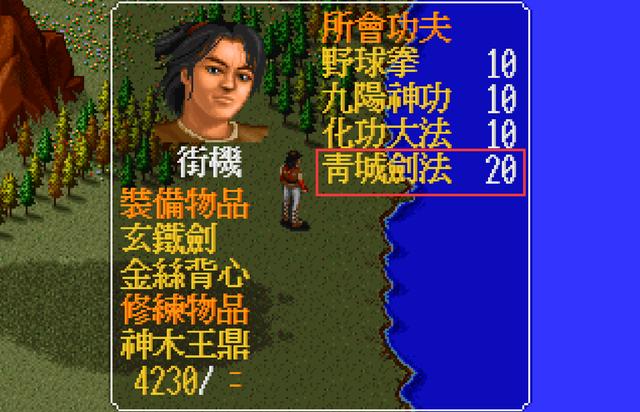 街機
裝備物品
玄鐵劍
金絲背心
修練物品
神木王鼎
4230/ =
所會功夫
野球拳 10
九陽神功 10
化功大法 10
青城劍法 20